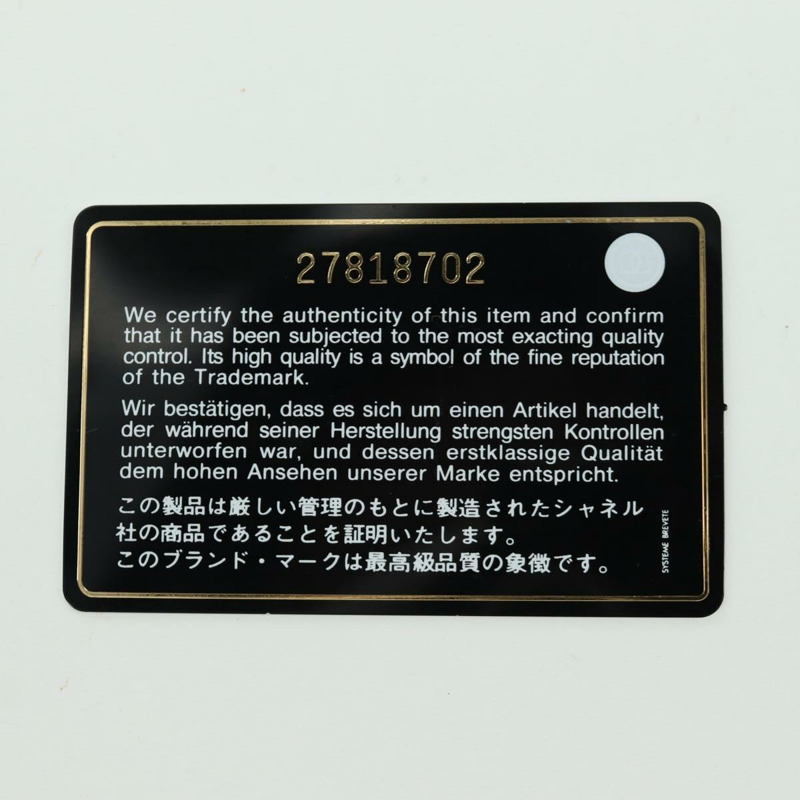 27818702
We certify the authenticity of this item and confirm
that it has been subjected to the most exacting quality
control. Its high quality is a symbol of the fine reputation
of the Trademark.
Wir bestätigen, dass es sich um einen Artikel handelt,
der während seiner Herstellung strengsten Kontrollen
unterworfen war, und dessen erstklassige Qualität
dem hohen Ansehen unserer Marke entspricht.
この製品は厳しい管理のもとに製造されたシャネル
社の商品であることを証明いたします。
このブランド・マークは最高級品質の象徴です。
SYSTEME BREVETE